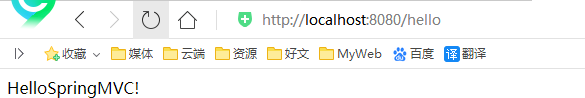 http://localhost:8080/hello
收藏 媒体 云端 资源 好文 MyWeb 百度 译 翻译
HelloSpringMVC!